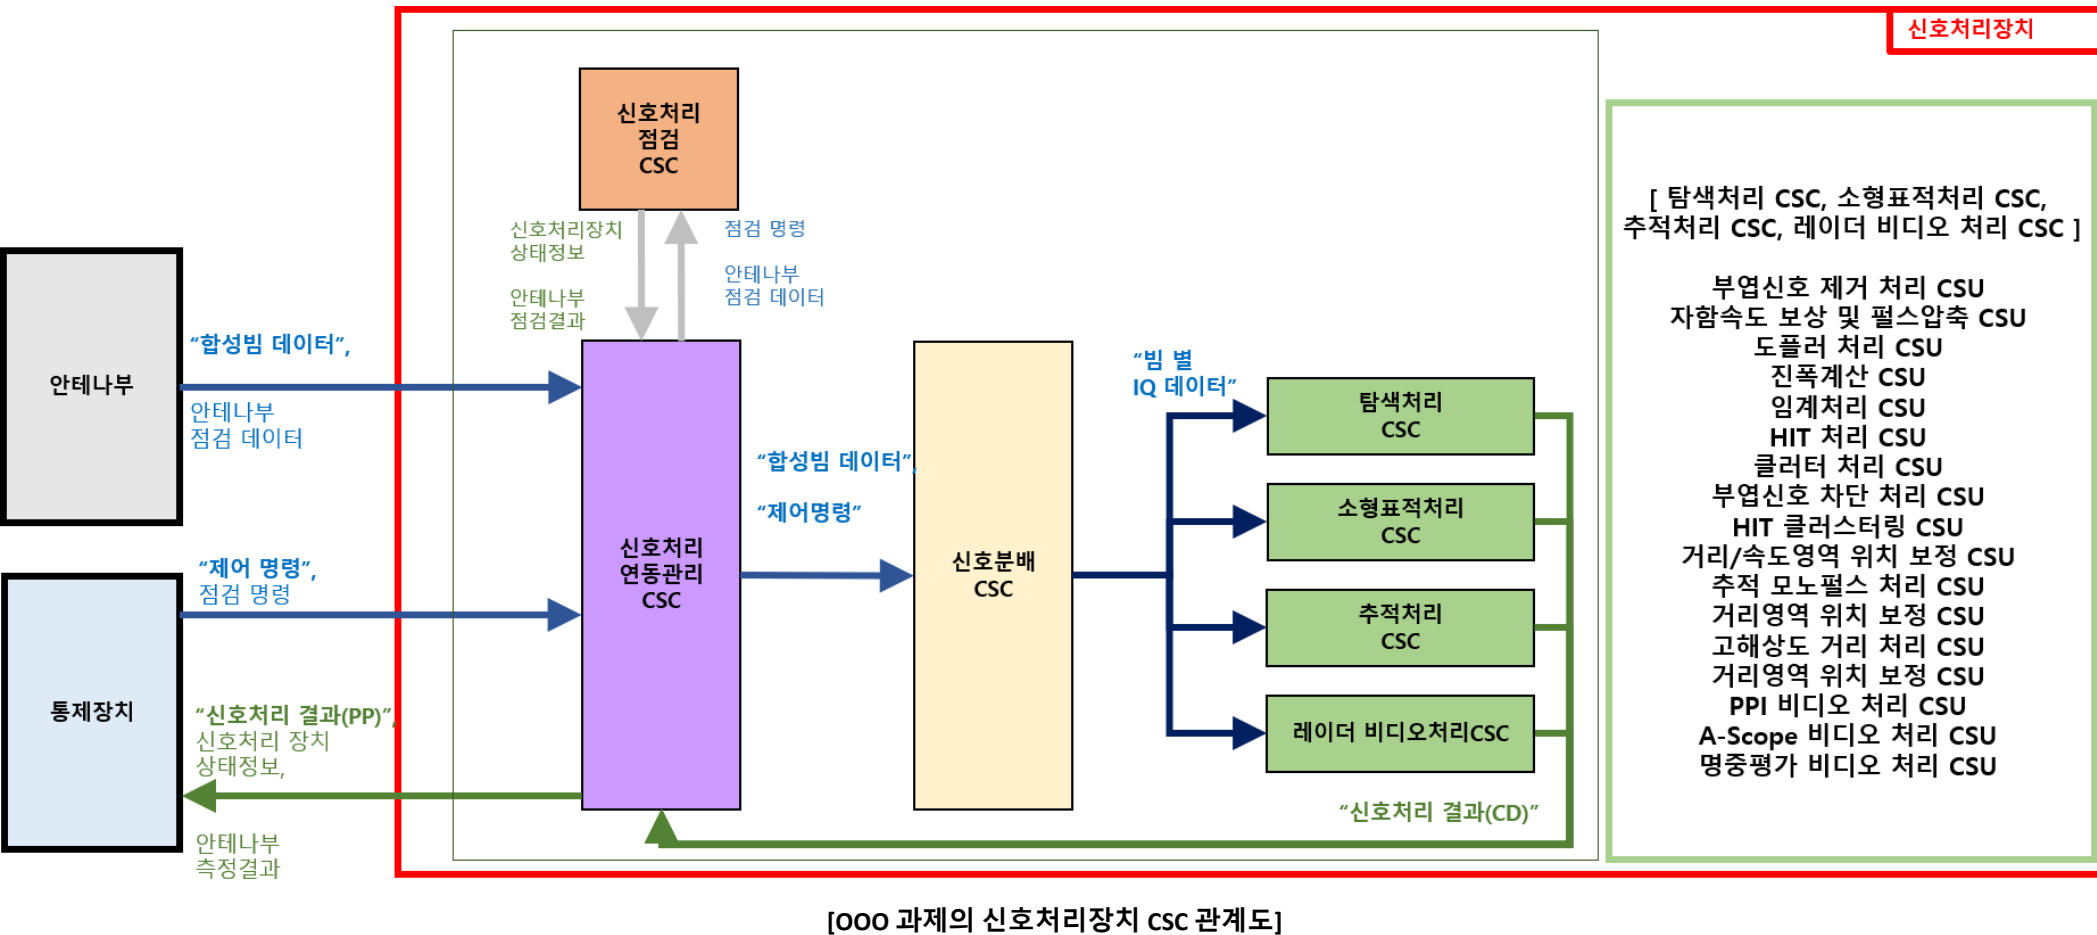 신호처리장치
신호처리
점검
CSC
신호처리장치
상태정보
안테나부
점검결과
점검 명령
안테나부
점검 데이터
안테나부
“합성빔 데이터”,
안테나부
점검 데이터
통제장치
“제어 명령”,
점검 명령
“신호처리 결과(PP)”,
신호처리 장치
상태정보,
안테나부
측정결과
신호처리
연동관리
CSC
“합성빔 데이터”,
“제어명령”
신호분배
CSC
“빔 별
IQ 데이터”
탐색처리
CSC
소형표적처리
CSC
추적처리
CSC
레이더 비디오처리CSC
“신호처리 결과(CD)”
[ 탐색처리 CSC, 소형표적처리 CSC,
추적처리 CSC, 레이더 비디오 처리 CSC ]
부엽신호 제거 처리 CSU
자함속도 보상 및 펄스압축 CSU
도플러 처리 CSU
진폭계산 CSU
임계처리 CSU
HIT 처리 CSU
클러터 처리 CSU
부엽신호 차단 처리 CSU
HIT 클러스터링 CSU
거리/속도영역 위치 보정 CSU
추적 모노펄스 처리 CSU
거리영역 위치 보정 CSU
고해상도 거리 처리 CSU
거리영역 위치 보정 CSU
PPI 비디오 처리 CSU
A-Scope 비디오 처리 CSU
명중평가 비디오 처리 CSU
[OOO 과제의 신호처리장치 CSC 관계도]